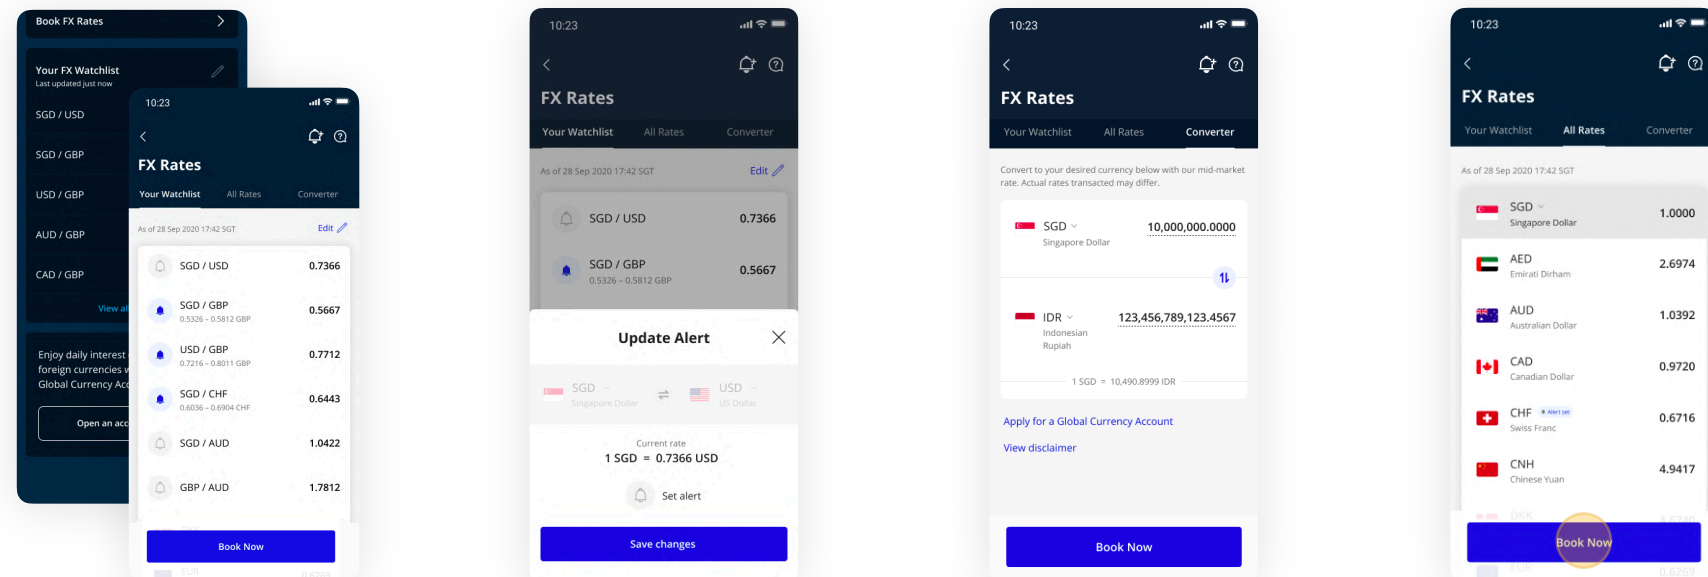 Book FX Rates
Your FX Watchlist
Last updated just now
SGD / USD
SGD / GBP
USD / GBP
AUD / GBP
CAD / GBP
View al
Enjoy daily interest
foreign currencies w
Global Currency Acc
Open an acc
10:23
FX Rates
Your Watchlist All Rates Converter
As of 28 Sep 2020 17:42 SGT Edit
SGD / USD 0.7366
SGD / GBP 0.5667
0.5326 – 0.5812 GBP
USD / GBP 0.7712
0.7216 – 0.8011 GBP
SGD / CHF 0.6443
0.6036 – 0.6904 CHF
SGD / AUD 1.0422
GBP / AUD 1.7812
Book Now
EUR 0.6269
10:23
FX Rates
Your Watchlist All Rates Converter
As of 28 Sep 2020 17:42 SGT Edit
SGD / USD 0.7366
SGD / GBP 0.5667
0.5326 – 0.5812 GBP
Update Alert
SGD USD
Singapore Dollar US Dollar
Current rate
1 SGD = 0.7366 USD
Set alert
Save changes
10:23
FX Rates
Your Watchlist All Rates Converter
Convert to your desired currency below with our mid-market
rate. Actual rates transacted may differ.
SGD 10,000,000.0000
Singapore Dollar
IDR 123,456,789,123.4567
Indonesian
Rupiah
1 SGD = 10,490.8999 IDR
Apply for a Global Currency Account
View disclaimer
Book Now
10:23
FX Rates
Your Watchlist All Rates Converter
As of 28 Sep 2020 17:42 SGT
SGD 1.0000
Singapore Dollar
AED 2.6974
Emirati Dirham
AUD 1.0392
Australian Dollar
CAD 0.9720
Canadian Dollar
CHF Alert set 0.6716
Swiss Franc
CNH 4.9417
Chinese Yuan
DKK 4.6740
Book Now
EUR 0.6269